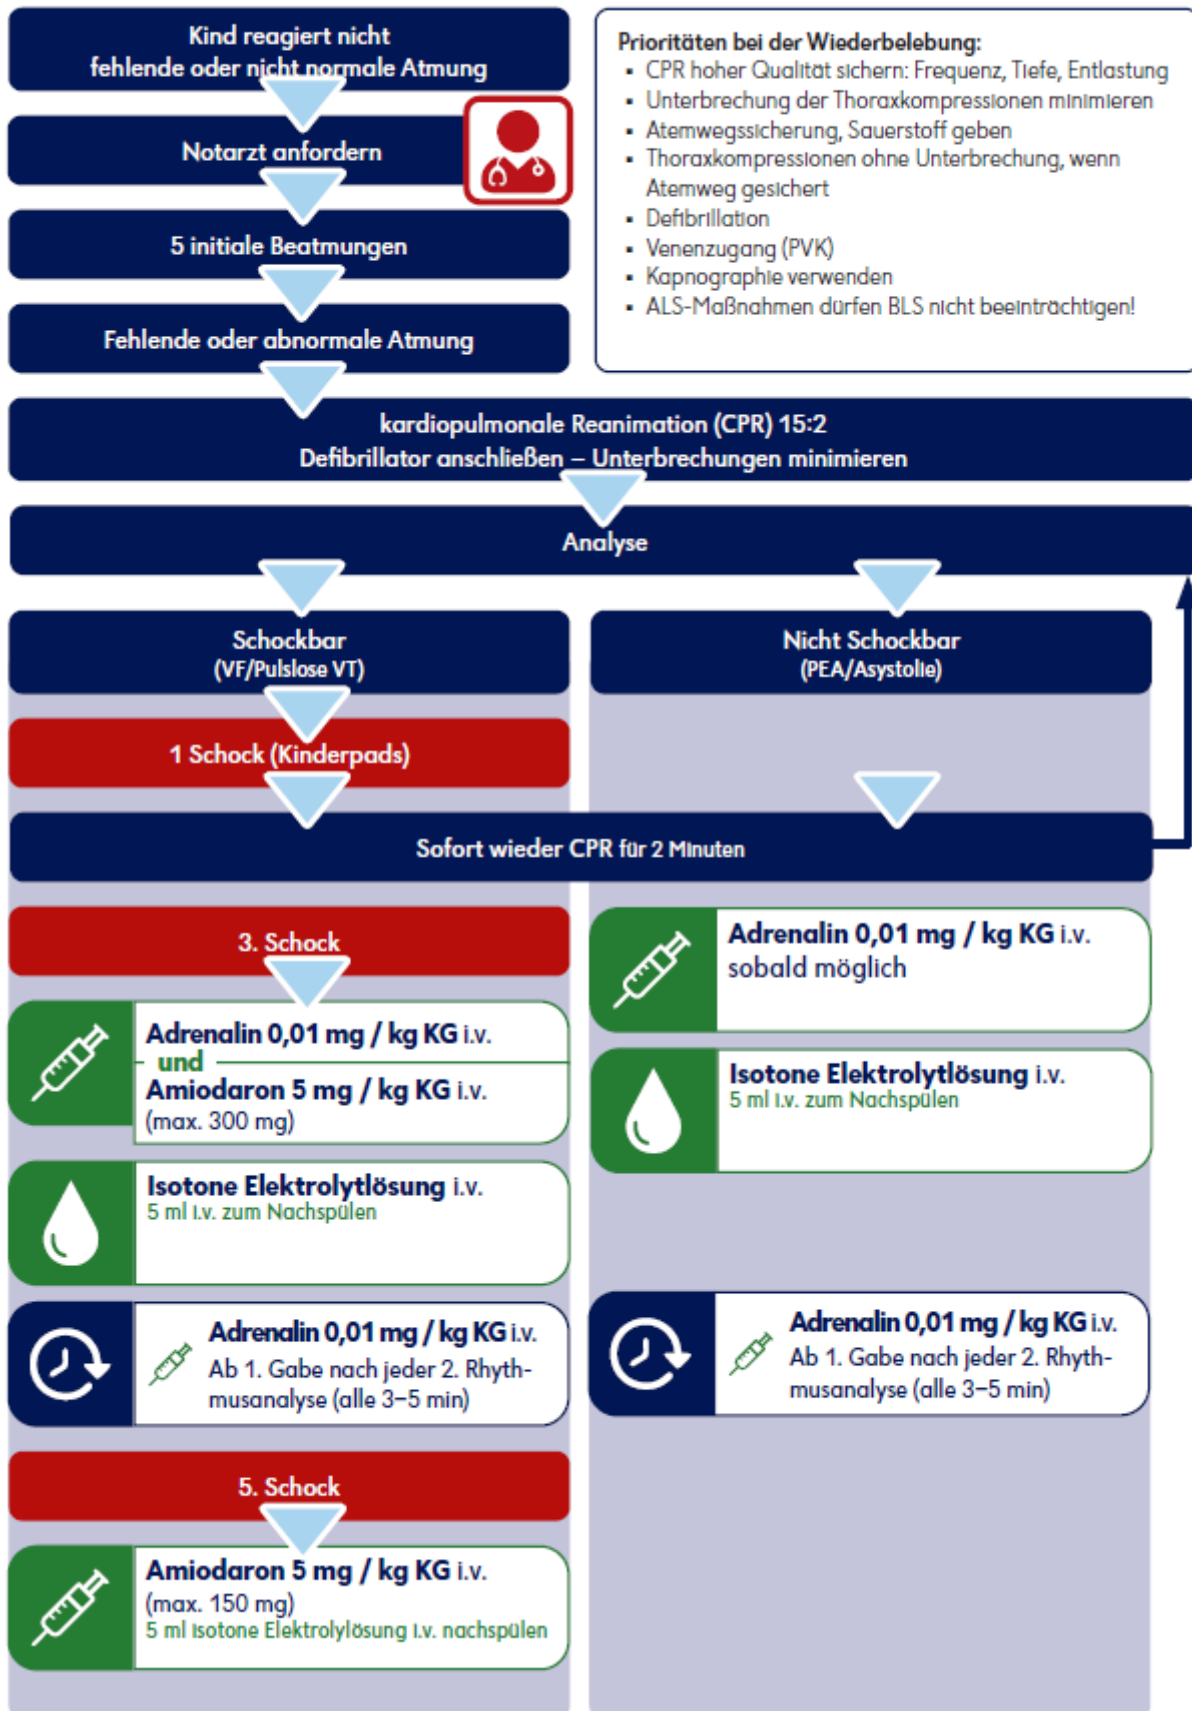 Kind reagiert nicht
fehlende oder nicht normale Atmung
Notarzt anfordern
5 initiale Beatmungen
Fehlende oder abnormale Atmung
Prioritäten bei der Wiederbelebung:
▪ CPR hoher Qualität sichern: Frequenz, Tiefe, Entlastung
▪ Unterbrechung der Thoraxkompressionen minimieren
▪ Atemwegssicherung, Sauerstoff geben
▪ Thoraxkompressionen ohne Unterbrechung, wenn
Atemweg gesichert
▪ Defibrillation
▪ Venenzugang (PVK)
▪ Kapnographie verwenden
▪ ALS-Maßnahmen dürfen BLS nicht beeinträchtigen!
kardiopulmonale Reanimation (CPR) 15:2
Defibrillator anschließen – Unterbrechungen minimieren
Analyse
Schockbar
(VF/Pulslose VT)
Nicht Schockbar
(PEA/Asystolie)
1 Schock (Kinderpads)
Sofort wieder CPR für 2 Minuten
3. Schock
Adrenalin 0,01 mg / kg KG i.v.
und
Amiodaron 5 mg / kg KG i.v.
(max. 300 mg)
Isotone Elektrolytlösung i.v.
5 ml i.v. zum Nachspülen
Adrenalin 0,01 mg / kg KG i.v.
Ab 1. Gabe nach jeder 2. Rhyth-
musanalyse (alle 3–5 min)
5. Schock
Amiodaron 5 mg / kg KG i.v.
(max. 150 mg)
5 ml Isotone Elektrolylösung i.v. nachspülen
Adrenalin 0,01 mg / kg KG i.v.
sobald möglich
Isotone Elektrolytlösung i.v.
5 ml i.v. zum Nachspülen
Adrenalin 0,01 mg / kg KG i.v.
Ab 1. Gabe nach jeder 2. Rhyth-
musanalyse (alle 3–5 min)